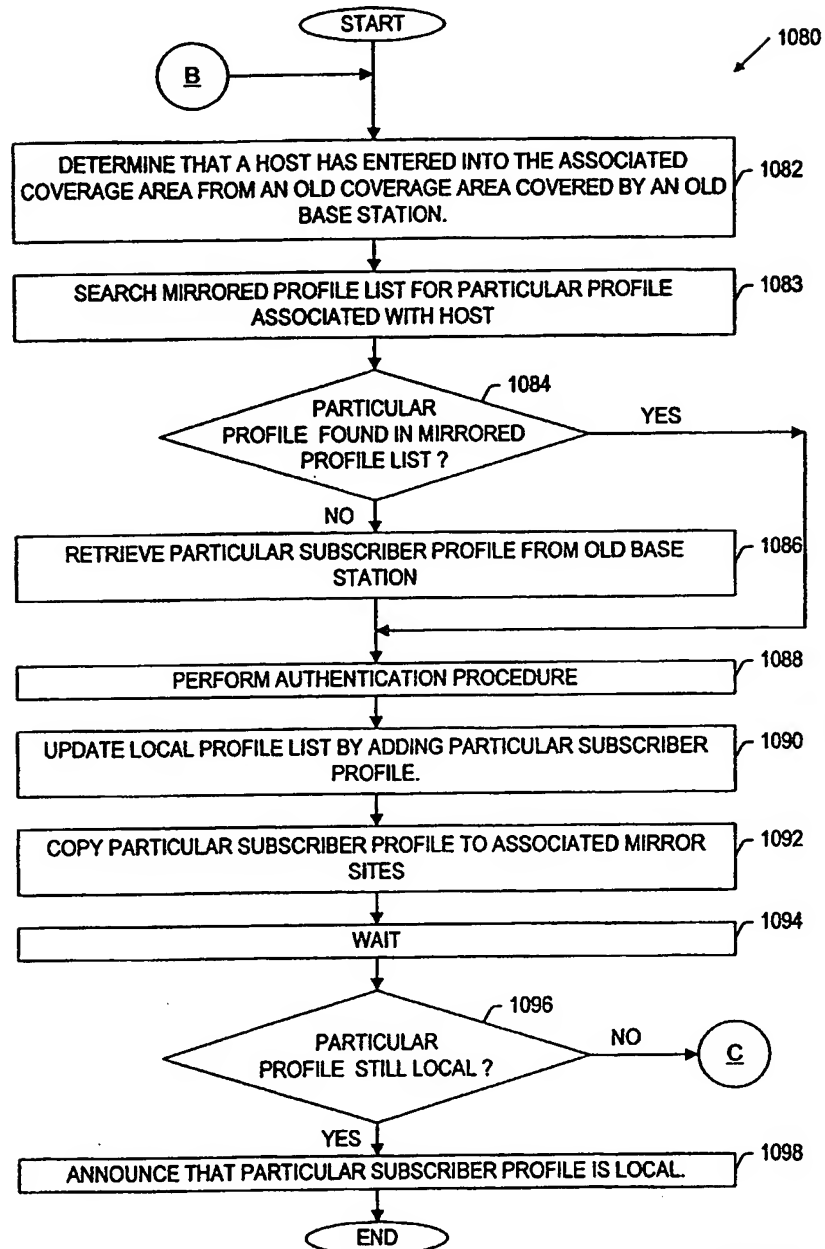 START
1080
B
DETERMINE THAT A HOST HAS ENTERED INTO THE ASSOCIATED
COVERAGE AREA FROM AN OLD COVERAGE AREA COVERED BY AN OLD
BASE STATION.
1082
SEARCH MIRRORED PROFILE LIST FOR PARTICULAR PROFILE
ASSOCIATED WITH HOST
1083
1084
PARTICULAR
PROFILE FOUND IN MIRRORED
PROFILE LIST ?
YES
NO
RETRIEVE PARTICULAR SUBSCRIBER PROFILE FROM OLD BASE
STATION
1086
PERFORM AUTHENTICATION PROCEDURE
1088
UPDATE LOCAL PROFILE LIST BY ADDING PARTICULAR SUBSCRIBER
PROFILE.
1090
COPY PARTICULAR SUBSCRIBER PROFILE TO ASSOCIATED MIRROR
SITES
1092
WAIT
1094
1096
PARTICULAR
PROFILE STILL LOCAL ?
NO
C
YES
ANNOUNCE THAT PARTICULAR SUBSCRIBER PROFILE IS LOCAL.
1098
END